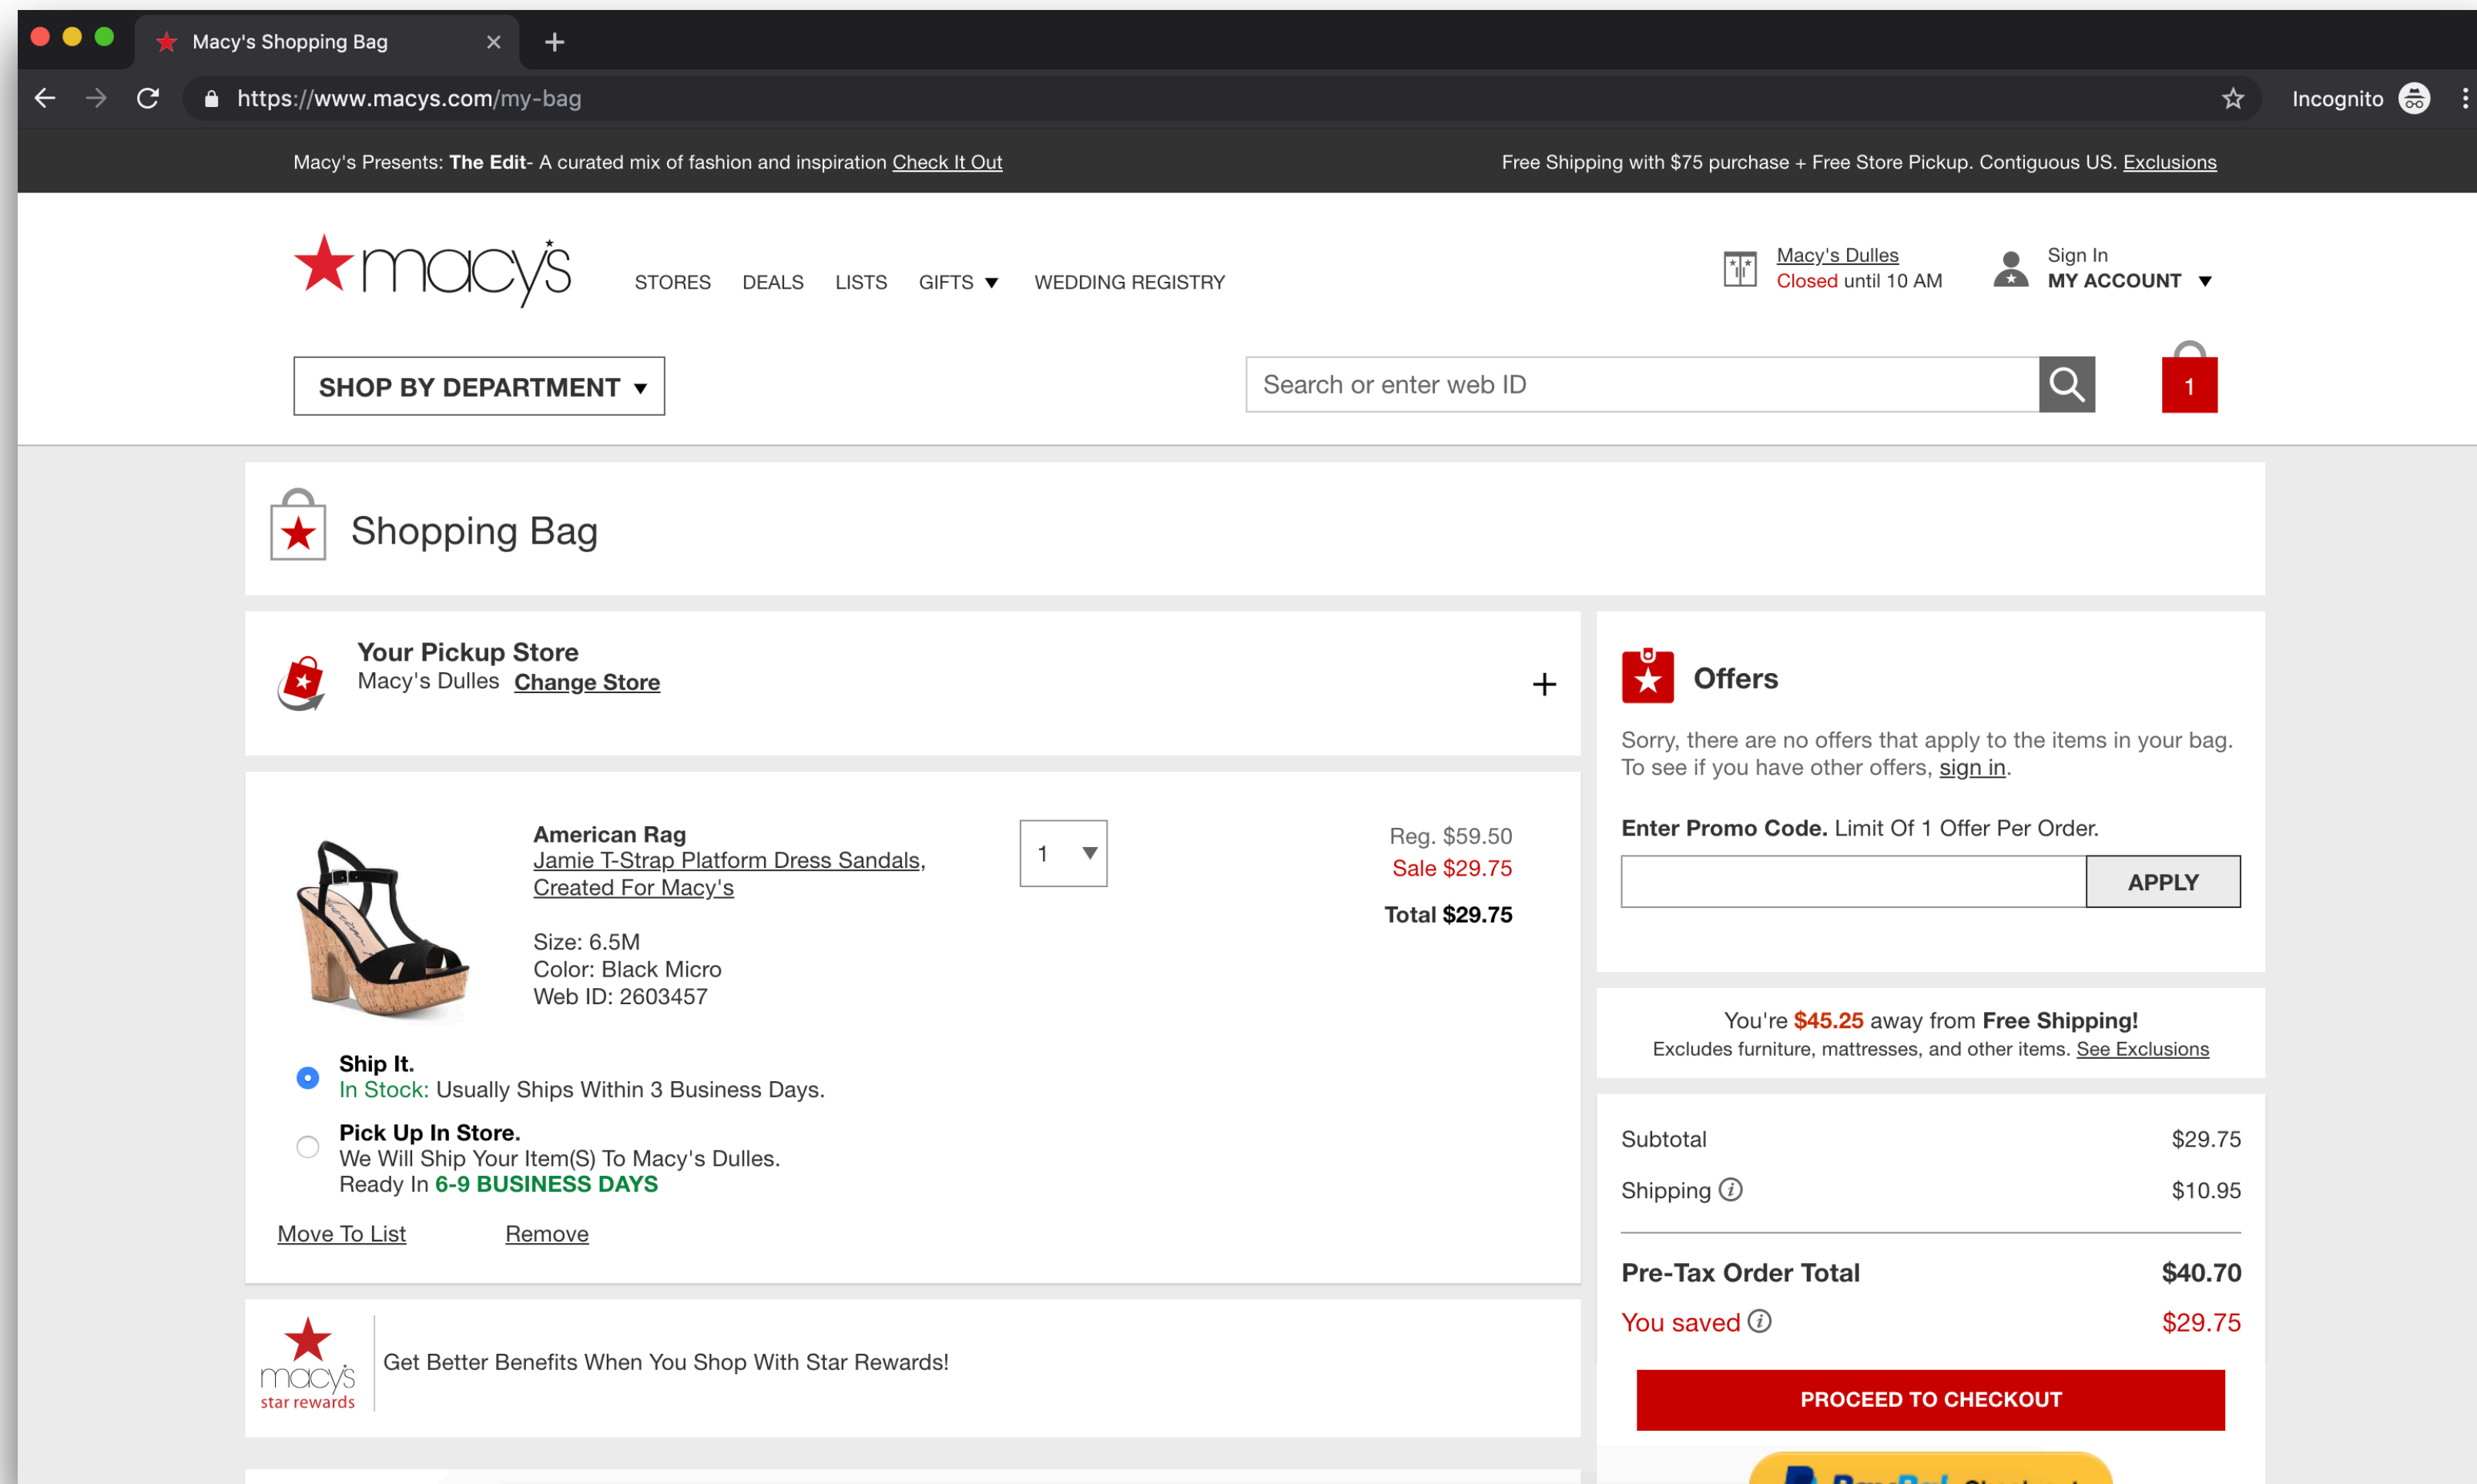 Macy's Shopping Bag
https://www.macys.com/my-bag
Incognito
Macy's Presents: The Edit- A curated mix of fashion and inspiration Check It Out
Free Shipping with $75 purchase + Free Store Pickup. Contiguous US. Exclusions
macy's
STORES DEALS LISTS GIFTS WEDDING REGISTRY
Macy's Dulles
Closed until 10 AM
Sign In
MY ACCOUNT
SHOP BY DEPARTMENT
Search or enter web ID
1
Shopping Bag
Your Pickup Store
Macy's Dulles Change Store
+
American Rag
Jamie T-Strap Platform Dress Sandals,
Created For Macy's
Size: 6.5M
Color: Black Micro
Web ID: 2603457
1
Reg. $59.50
Sale $29.75
Total $29.75
Ship It.
In Stock: Usually Ships Within 3 Business Days.
Pick Up In Store.
We Will Ship Your Item(S) To Macy's Dulles.
Ready In 6-9 BUSINESS DAYS
Move To List Remove
macy's
star rewards
Get Better Benefits When You Shop With Star Rewards!
Offers
Sorry, there are no offers that apply to the items in your bag.
To see if you have other offers, sign in.
Enter Promo Code. Limit Of 1 Offer Per Order.
APPLY
You're $45.25 away from Free Shipping!
Excludes furniture, mattresses, and other items. See Exclusions
Subtotal $29.75
Shipping $10.95
Pre-Tax Order Total $40.70
You saved $29.75
PROCEED TO CHECKOUT
PayPal Checkout